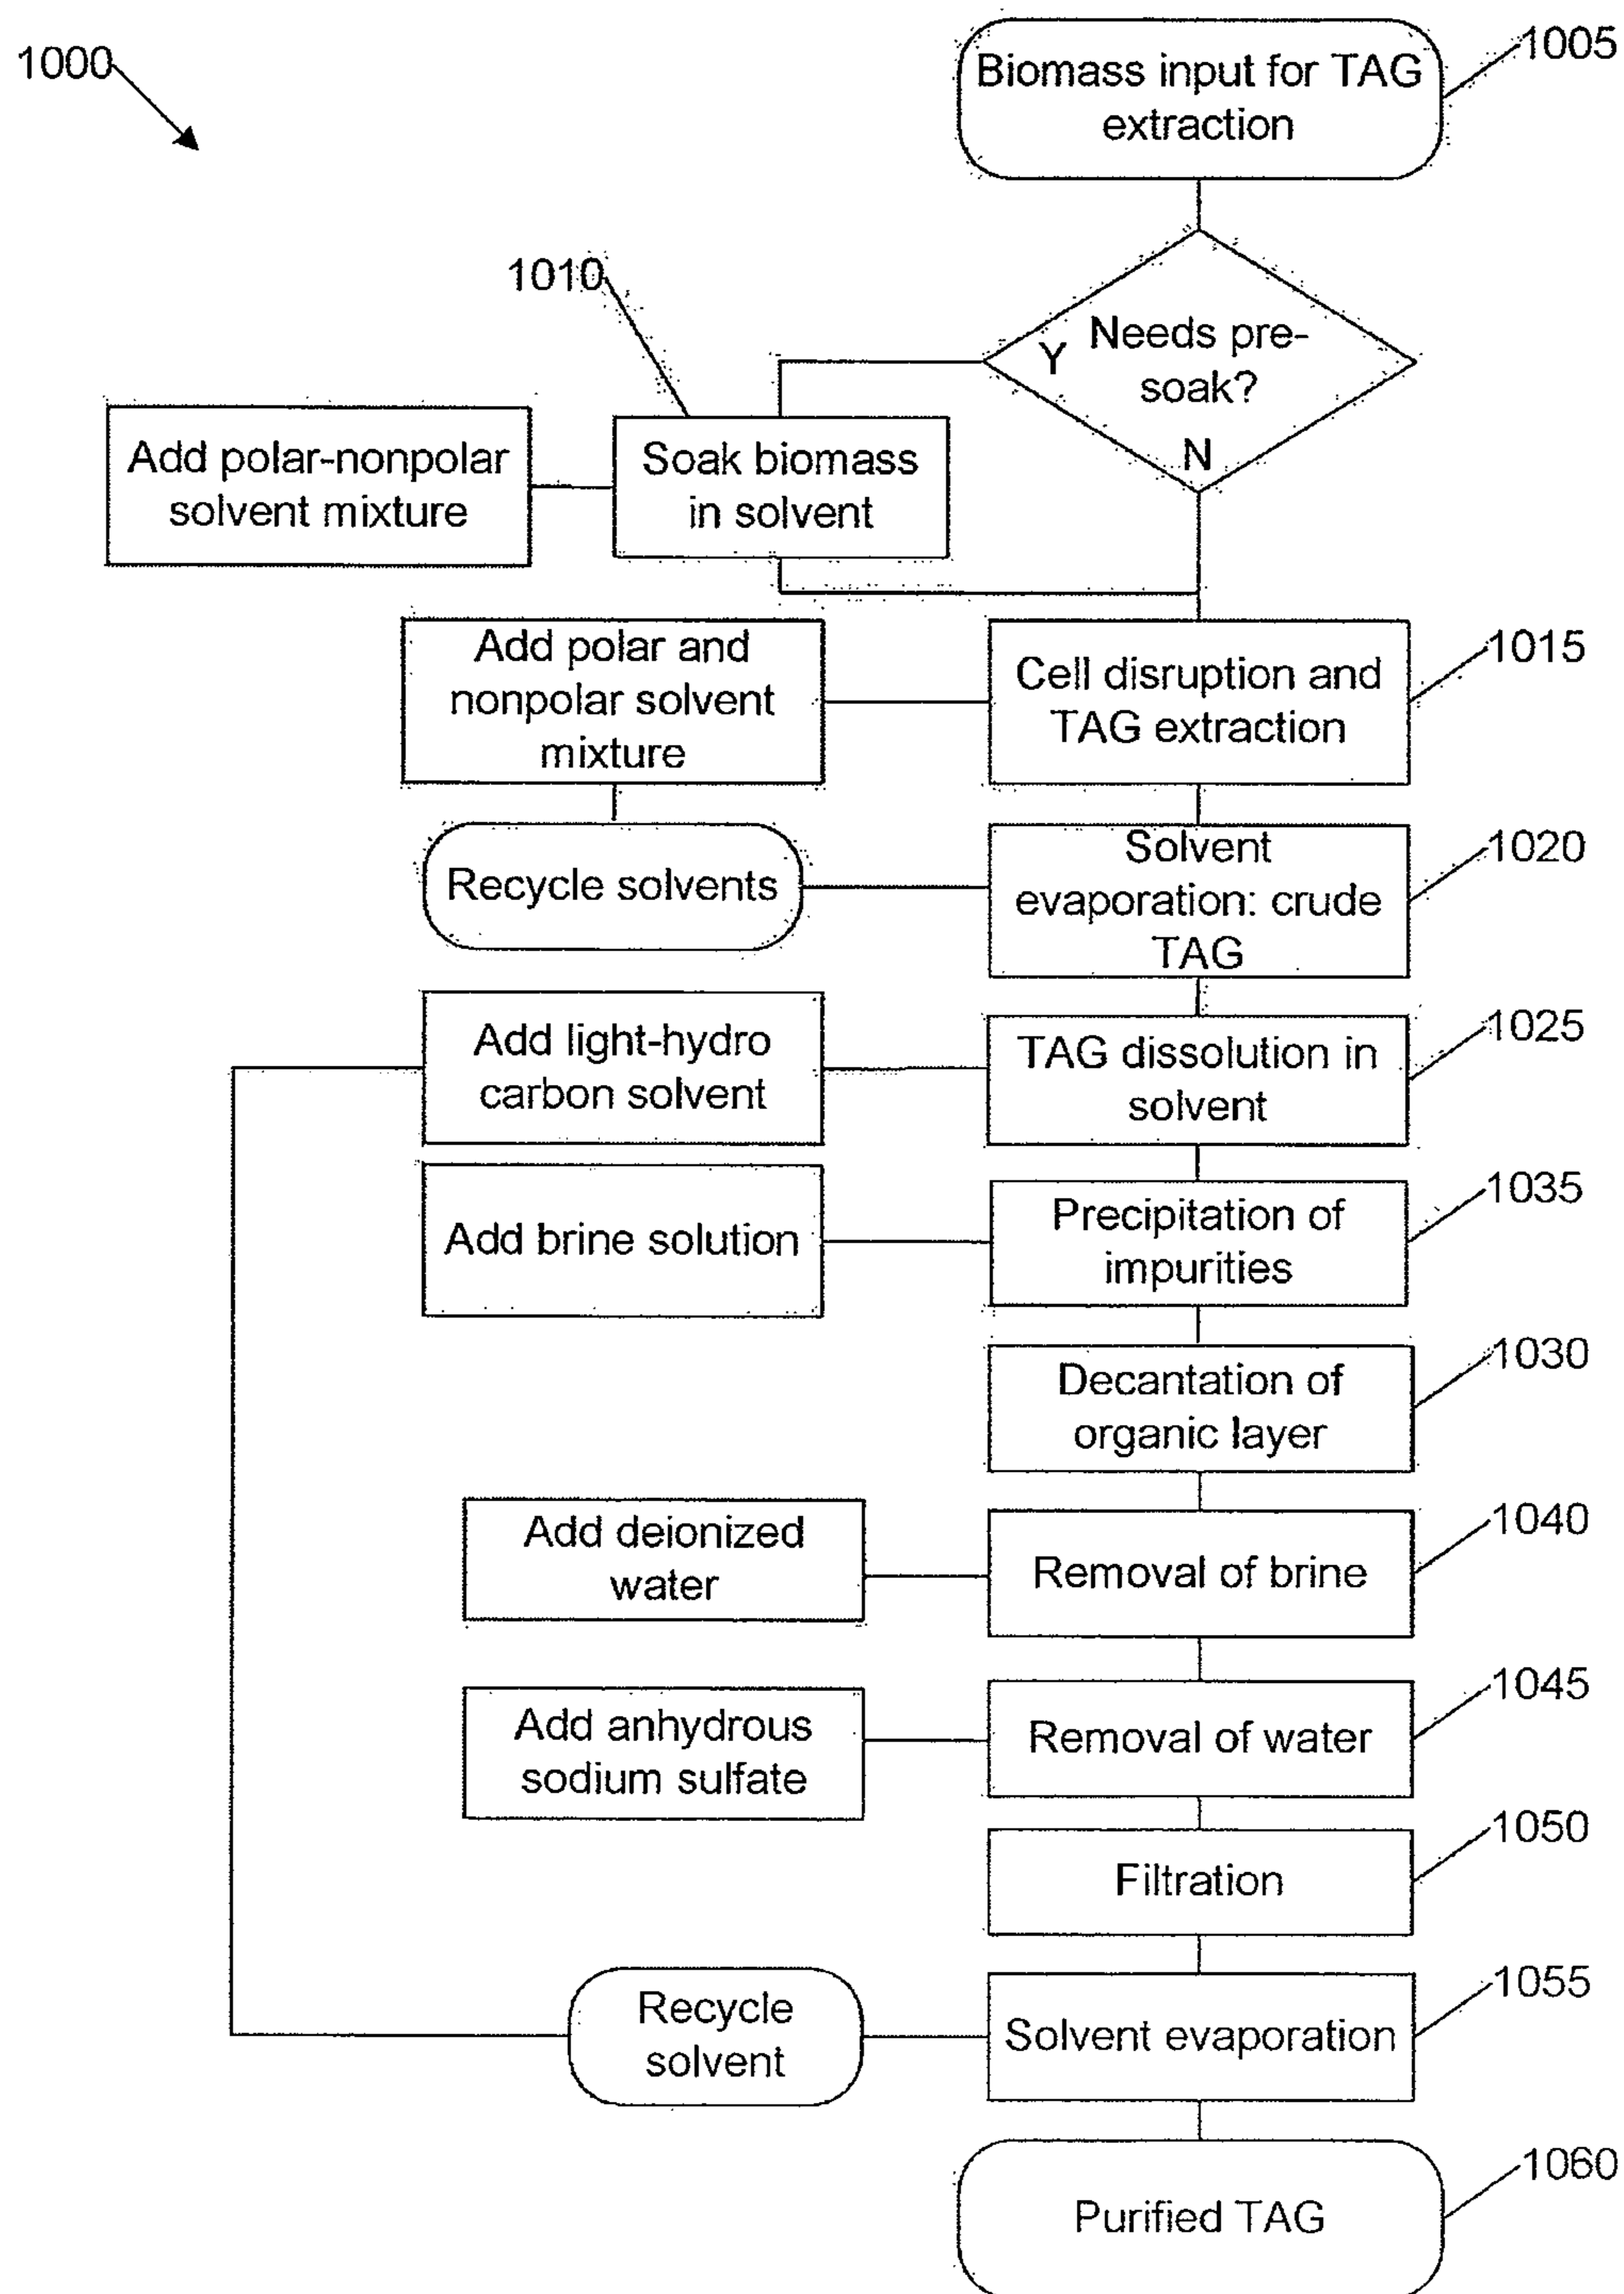 1000
Biomass input for TAG
extraction
1005
1010
Y
Needs pre-
soak?
N
Add polar-nonpolar
solvent mixture
Soak biomass
in solvent
Add polar and
nonpolar solvent
mixture
Cell disruption and
TAG extraction
1015
Recycle solvents
Solvent
evaporation: crude
TAG
1020
Add light-hydro
carbon solvent
TAG dissolution in
solvent
1025
Add brine solution
Precipitation of
impurities
1035
Decantation of
organic layer
1030
Add deionized
water
Removal of brine
1040
Add anhydrous
sodium sulfate
Removal of water
1045
Filtration
1050
Recycle
solvent
Solvent evaporation
1055
Purified TAG
1060